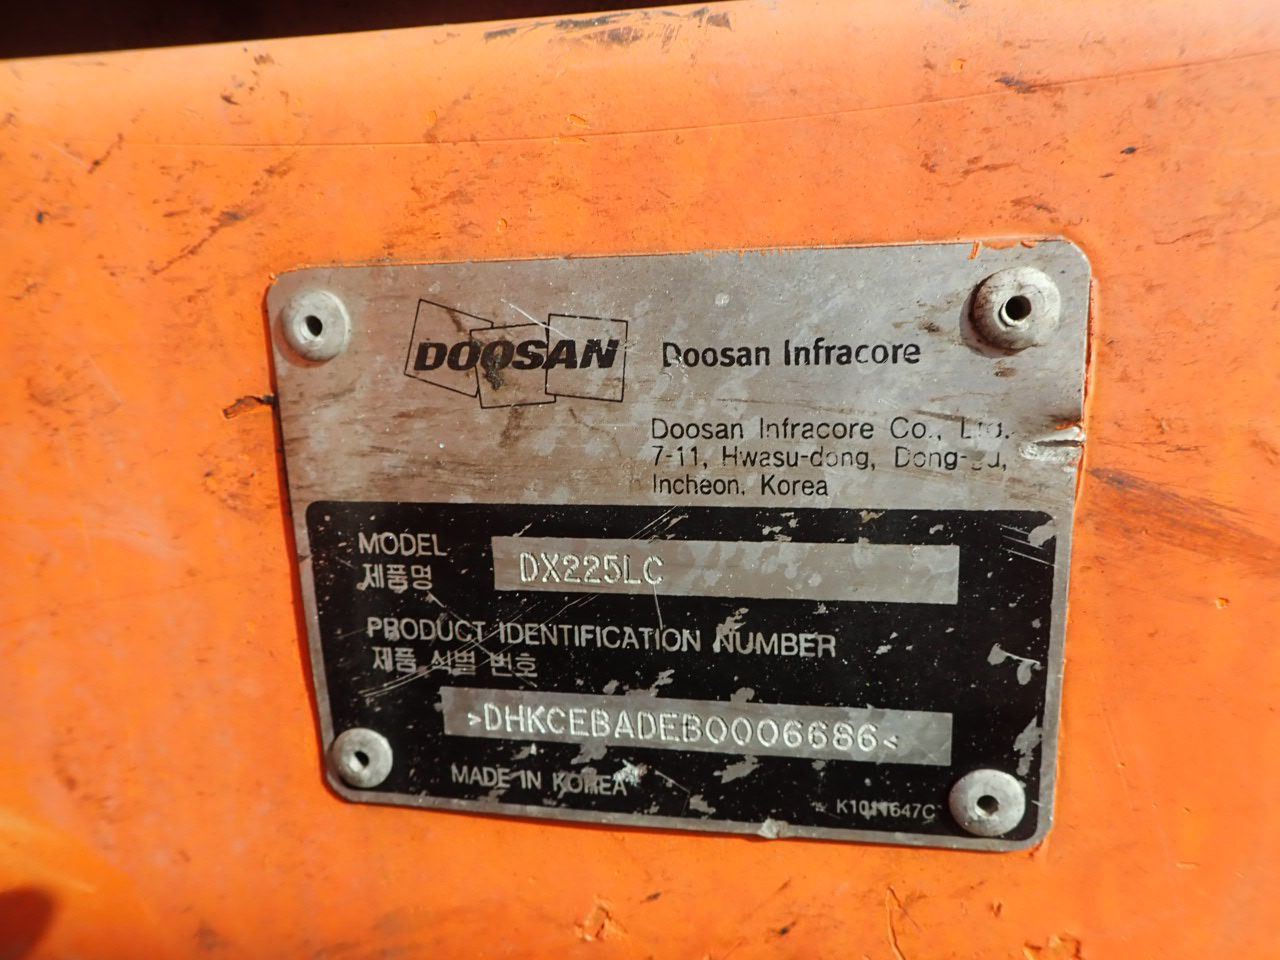 DOOSAN Doosan Infracore
Doosan Infracore Co., Ltd.
7-11, Hwasu-dong, Dong-gu,
Incheon, Korea
MODEL
제품명
DX225LC
PRODUCT IDENTIFICATION NUMBER
제품 식별 번호
>DHKCEBADEB0006686<
MADE IN KOREA
K1011647C